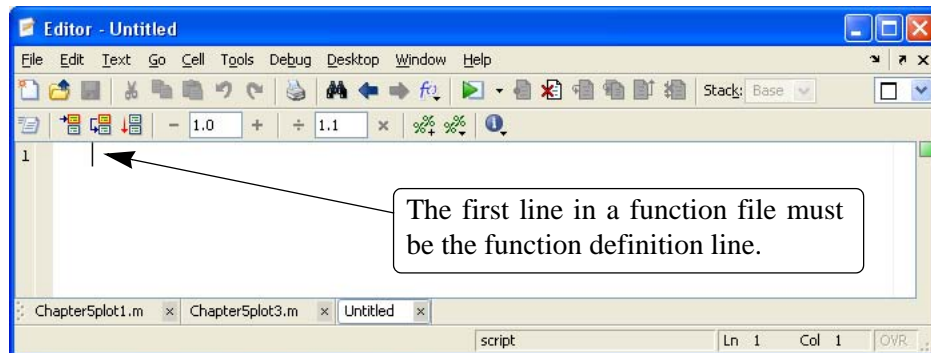 Editor - Untitled
File Edit Text Go Cell Tools Debug Desktop Window Help
Stack: Base
- 1.0 + ÷ 1.1 ×
1
The first line in a function file must
be the function definition line.
Chapter5plot1.m × Chapter5plot3.m × Untitled ×
script Ln 1 Col 1 OVR